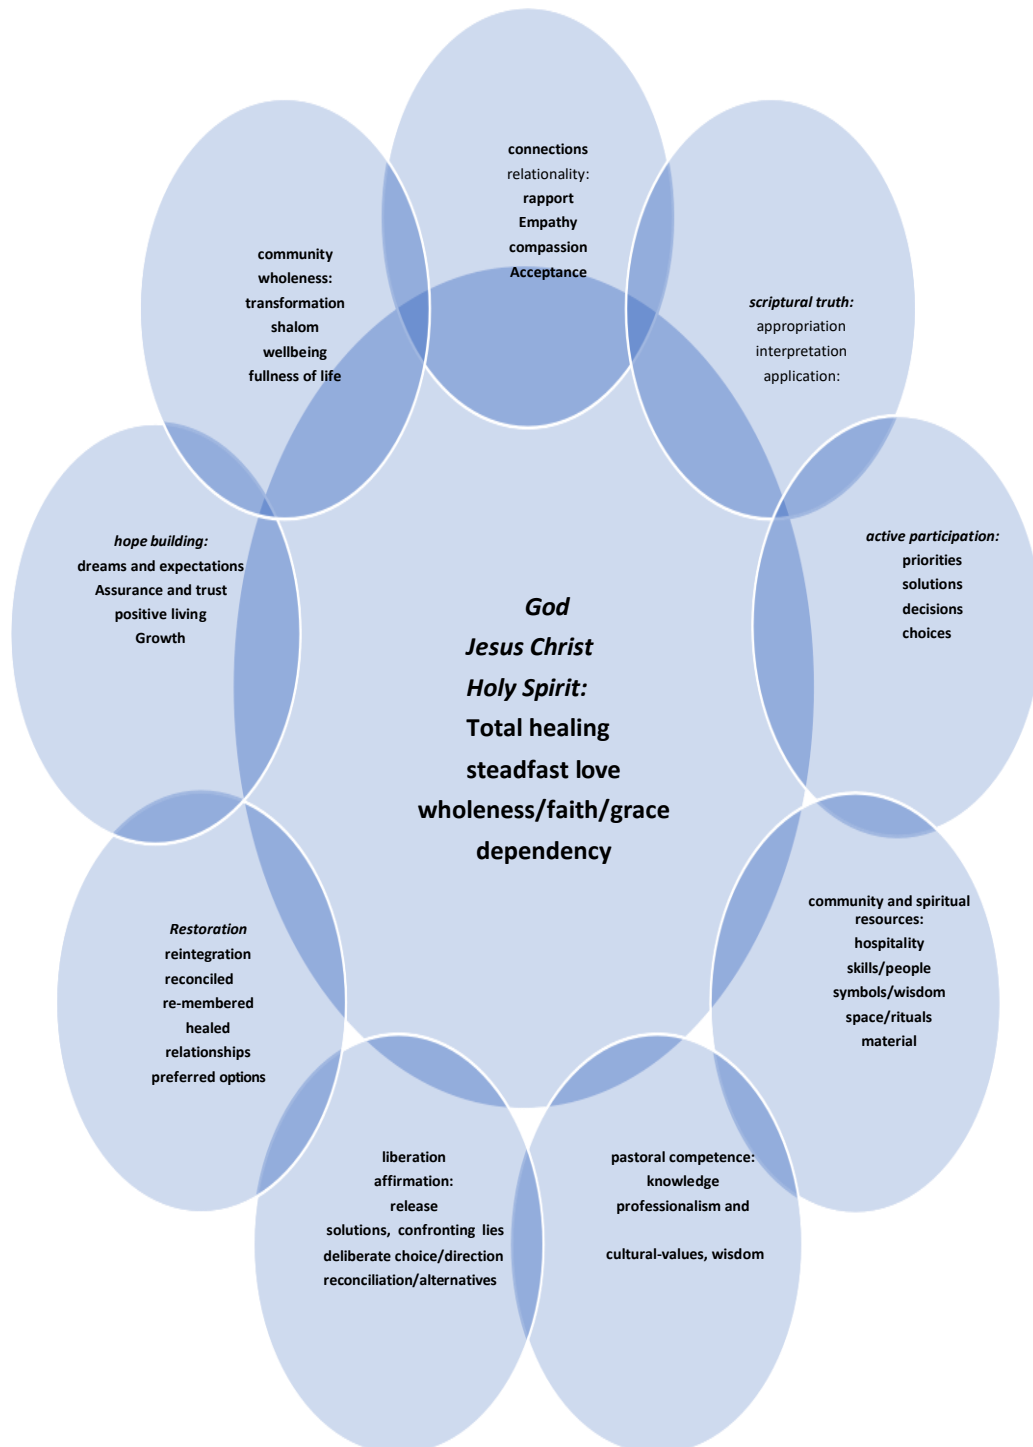 connections
relationality:
rapport
Empathy
compassion
Acceptance
scriptural truth:
appropriation
interpretation
application:
active participation:
priorities
solutions
decisions
choices
community and spiritual
resources:
hospitality
skills/people
symbols/wisdom
space/rituals
material
pastoral competence:
knowledge
professionalism and
cultural-values, wisdom
liberation
affirmation:
release
solutions, confronting lies
deliberate choice/direction
reconciliation/alternatives
Restoration
reintegration
reconciled
re-membered
healed
relationships
preferred options
hope building:
dreams and expectations
Assurance and trust
positive living
Growth
community
wholeness:
transformation
shalom
wellbeing
fullness of life
God
Jesus Christ
Holy Spirit:
Total healing
steadfast love
wholeness/faith/grace
dependency